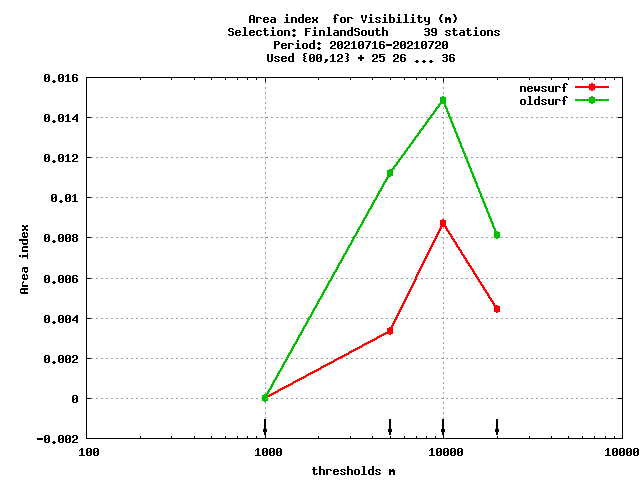 Area index  for Visibility (m)
Selection: FinlandSouth     39 stations
Period: 20210716-20210720
Used {00,12} + 25 26 ... 36
newsurf
oldsurf
0.016
0.014
0.012
0.01
0.008
0.006
0.004
0.002
0
-0.002
Area index
100
1000
10000
10000
thresholds m